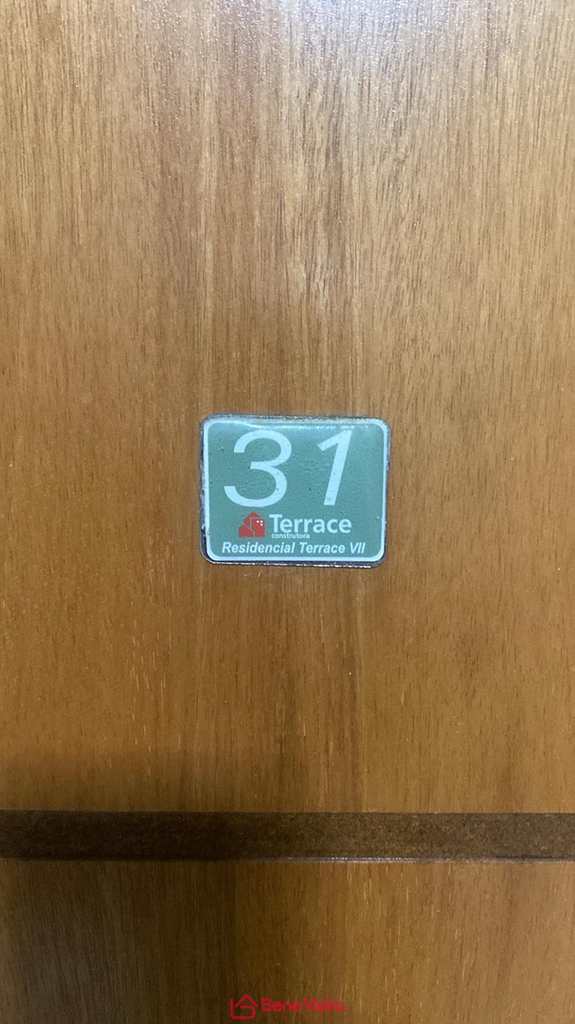 31
Terrace
construtora
Residencial Terrace VII